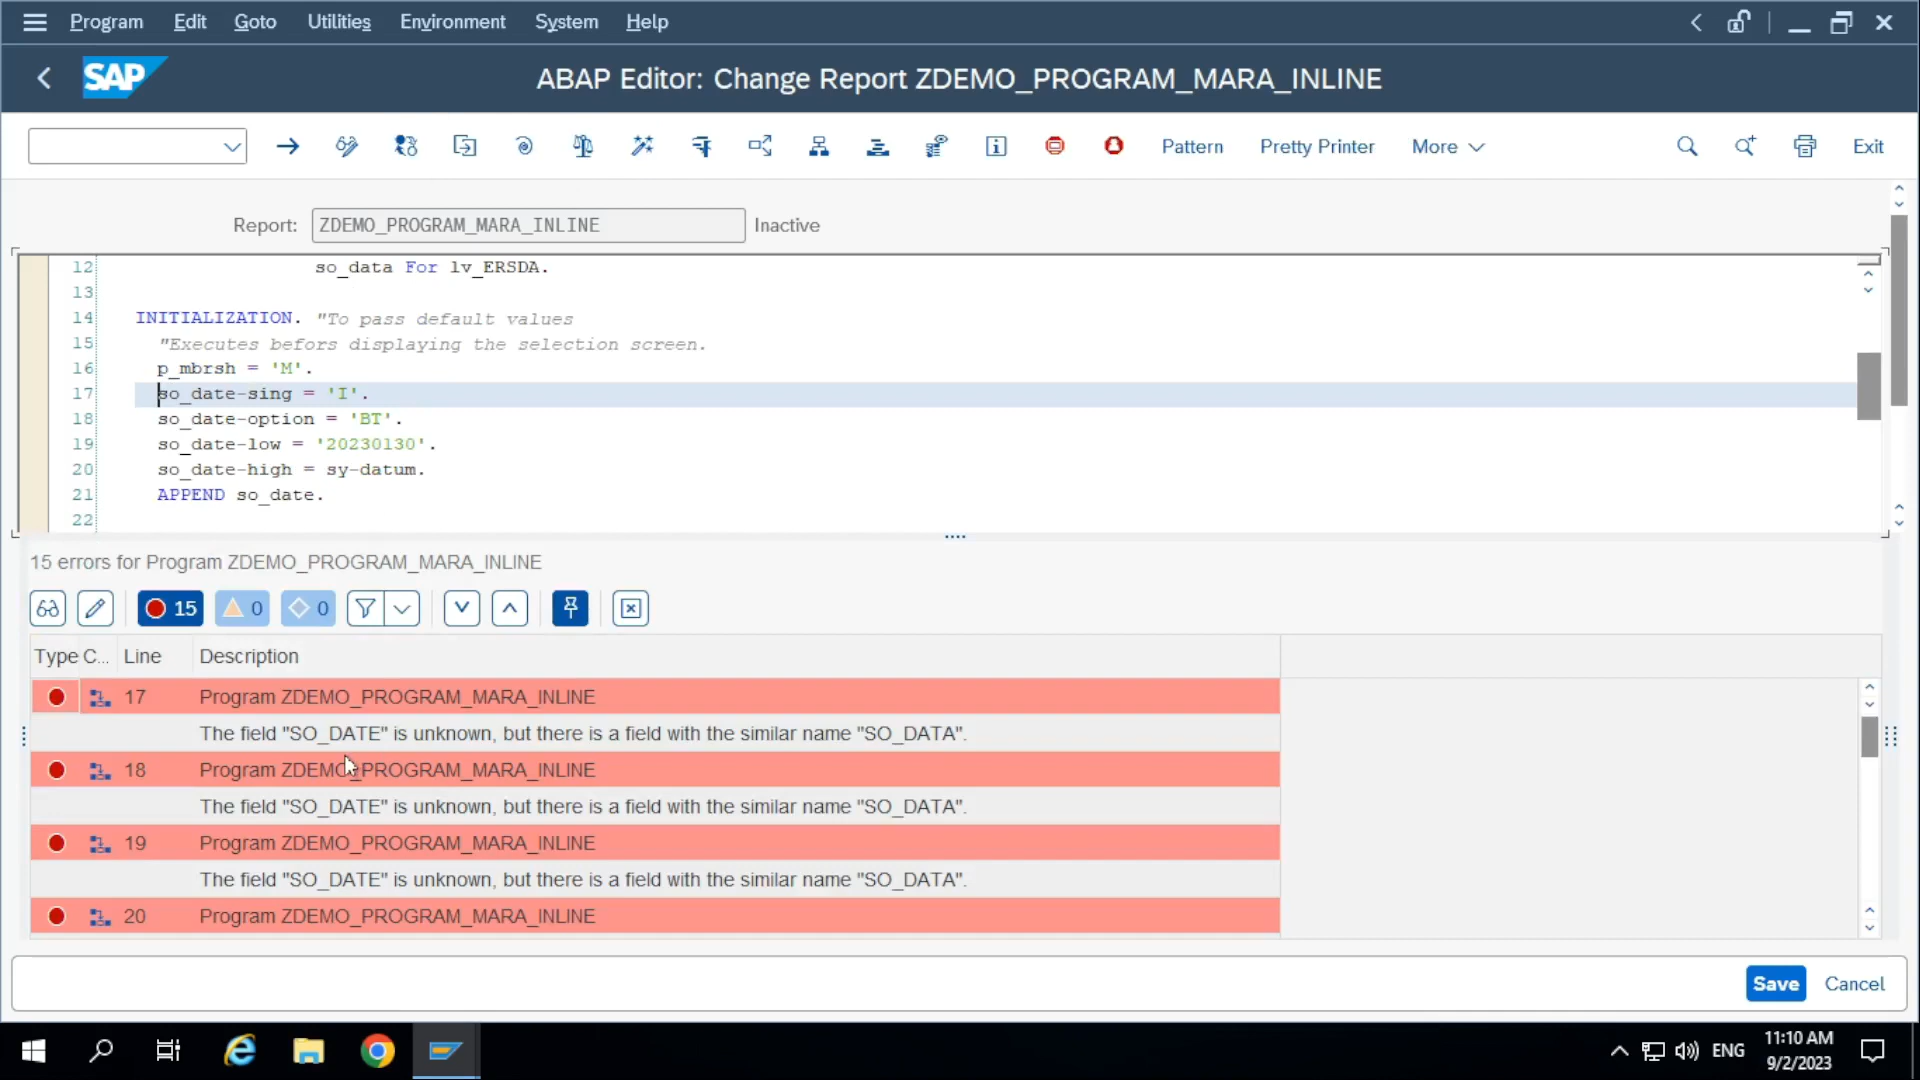 Program Edit Goto Utilities Environment System Help
SAP ABAP Editor: Change Report ZDEMO_PROGRAM_MARA_INLINE
Pattern Pretty Printer More Exit
Report: ZDEMO_PROGRAM_MARA_INLINE Inactive
12 so_data For lv_ERSDA.
13
14 INITIALIZATION. "To pass default values
15 "Executes befors displaying the selection screen.
16 p_mbrsh = 'M'.
17 so_date-sing = 'I'.
18 so_date-option = 'BT'.
19 so_date-low = '20230130'.
20 so_date-high = sy-datum.
21 APPEND so_date.
22
15 errors for Program ZDEMO_PROGRAM_MARA_INLINE
15 0 0
Type C... Line Description
17 Program ZDEMO_PROGRAM_MARA_INLINE
The field "SO_DATE" is unknown, but there is a field with the similar name "SO_DATA".
18 Program ZDEMO_PROGRAM_MARA_INLINE
The field "SO_DATE" is unknown, but there is a field with the similar name "SO_DATA".
19 Program ZDEMO_PROGRAM_MARA_INLINE
The field "SO_DATE" is unknown, but there is a field with the similar name "SO_DATA".
20 Program ZDEMO_PROGRAM_MARA_INLINE
Save Cancel
ENG 11:10 AM
9/2/2023